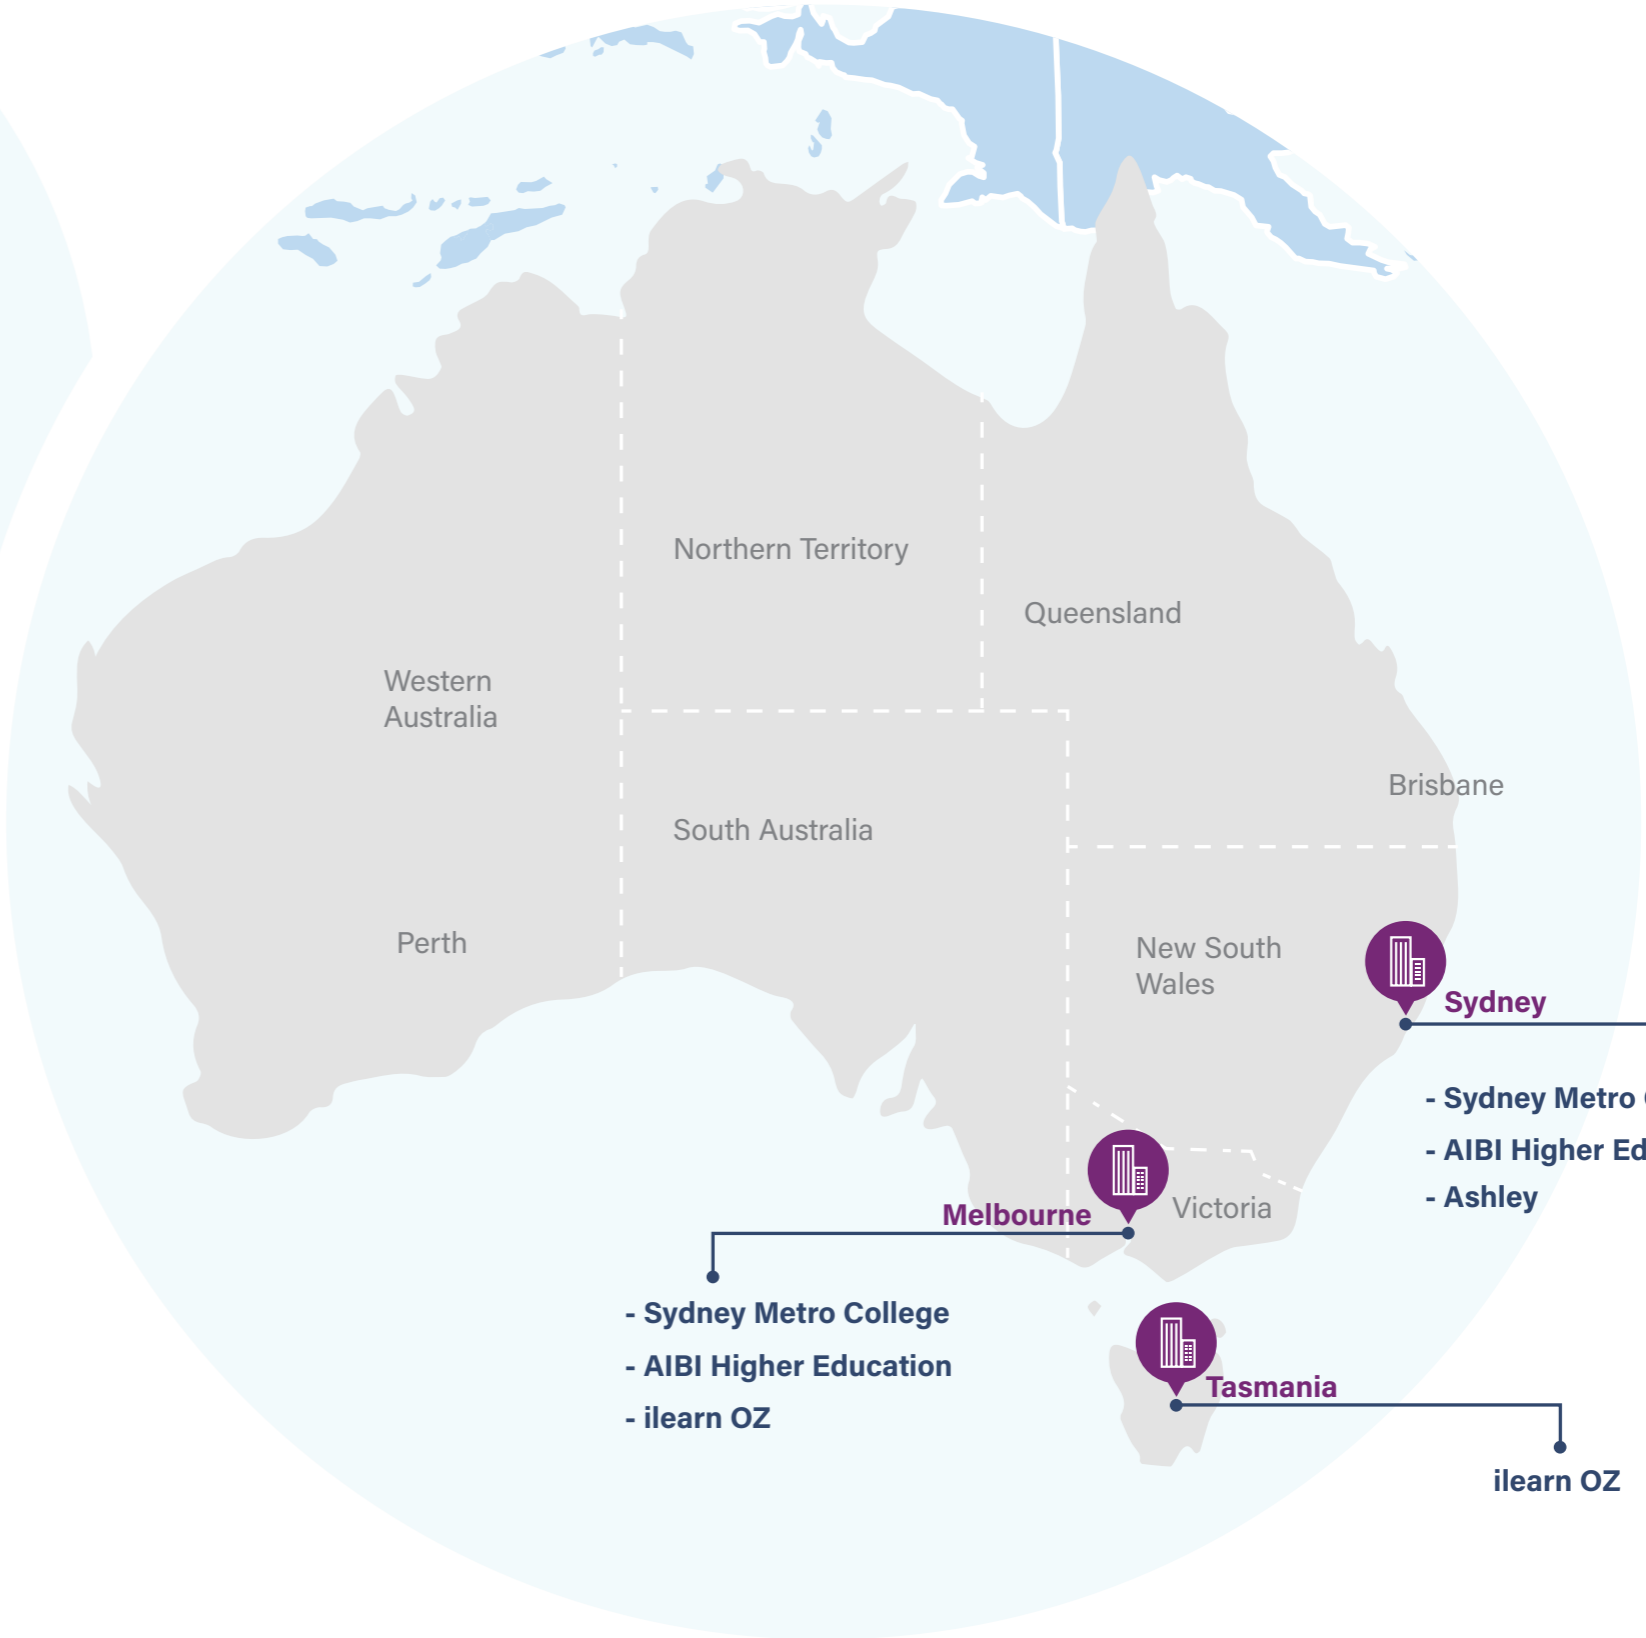 Northern Territory
Queensland
Western
Australia
Brisbane
South Australia
Perth
New South
Wales
Sydney
- Sydney Metro
- AIBI Higher
- Ashley
Melbourne
Victoria
- Sydney Metro College
- AIBI Higher Education
- ilearn OZ
Tasmania
ilearn OZ